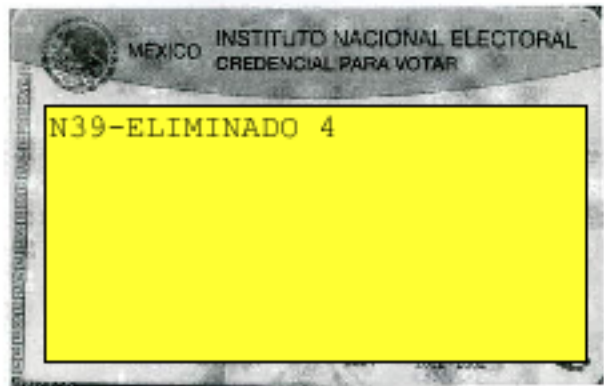 MÉXICO INSTITUTO NACIONAL ELECTORAL
CREDENCIAL PARA VOTAR
N39-ELIMINADO 4